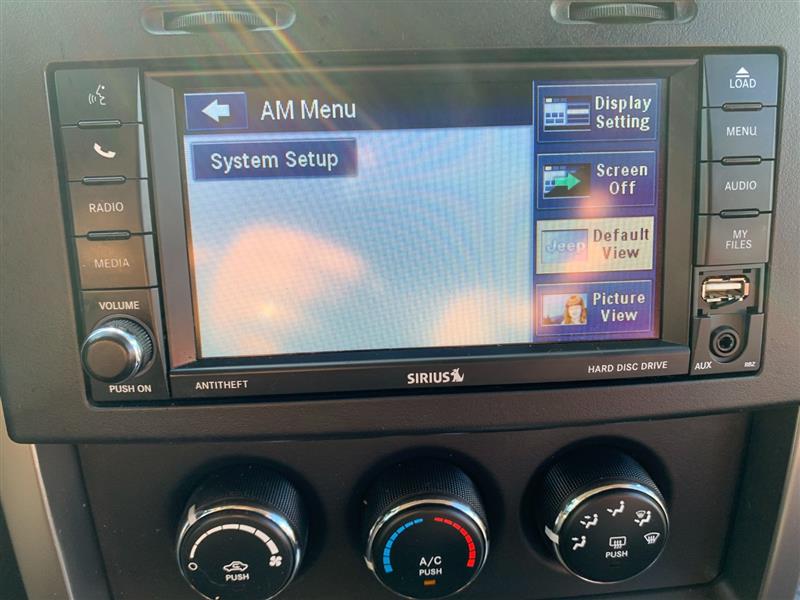 AM Menu
System Setup
Display
Setting
Screen
Off
Jeep
Default
View
Picture
View
RADIO
MEDIA
VOLUME
PUSH ON
LOAD
MENU
AUDIO
MY
FILES
AUX
RBZ
ANTITHEFT
SIRIUS
HARD DISC DRIVE
PUSH
A/C
PUSH
PUSH